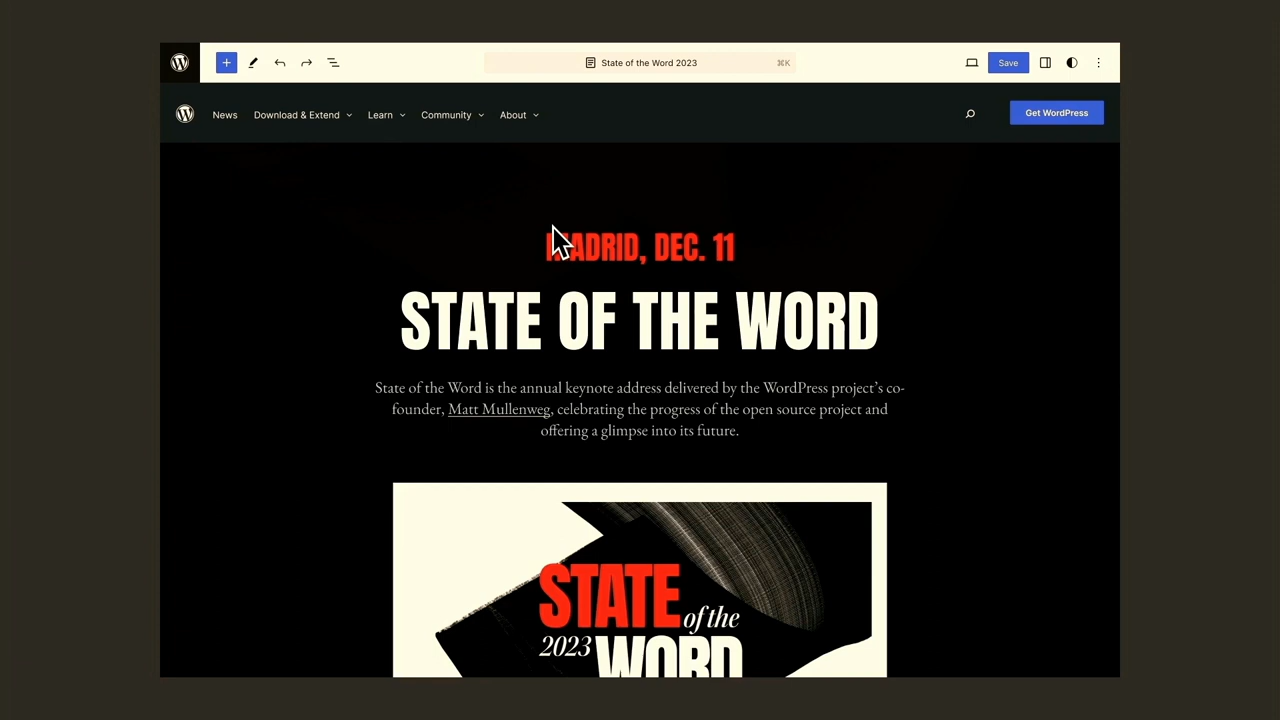 State of the Word 2023
⌘K
Save
News
Download & Extend
Learn
Community
About
Get WordPress
MADRID, DEC. 11
STATE OF THE WORD
State of the Word is the annual keynote address delivered by the WordPress project’s co-
founder, Matt Mullenweg, celebrating the progress of the open source project and
offering a glimpse into its future.
STATE
of the
2023 WORD